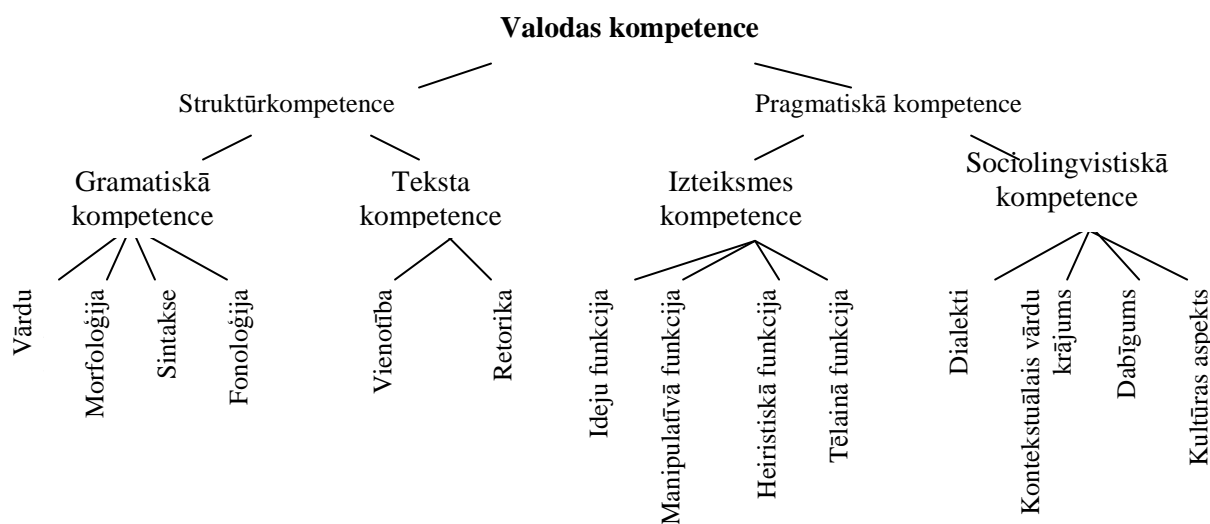 Valodas kompetence
Struktūrkompetence
Pragmatiskā kompetence
Gramatiskā
kompetence
Teksta
kompetence
Izteiksmes
kompetence
Sociolingvistiskā
kompetence
Vārdu
Morfoloģija
Sintakse
Fonoloģija
Vienotība
Retorika
Ideju funkcija
Manipulatīvā funkcija
Heiristiskā funkcija
Tēlainā funkcija
Dialekti
Kontekstuālais vārdu
krājums
Dabīgums
Kultūras aspekts